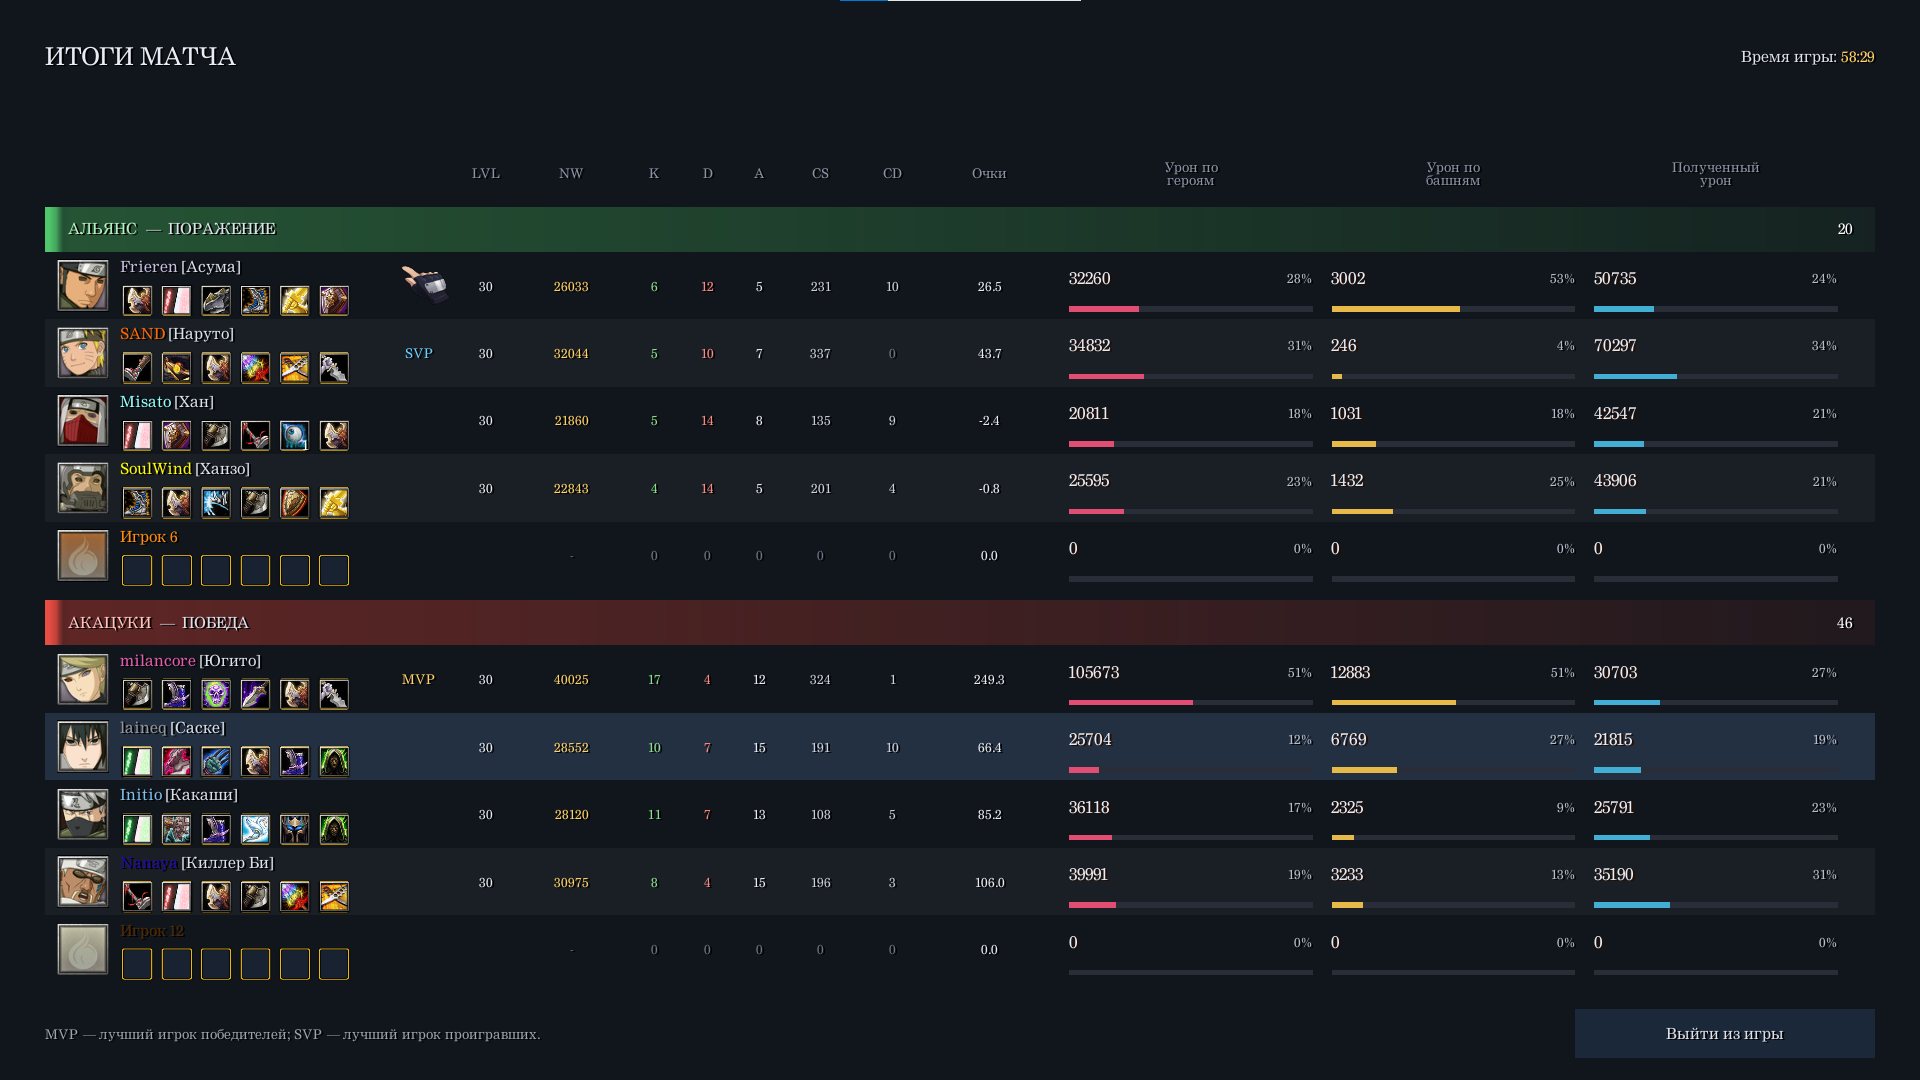 ИТОГИ МАТЧА
Время игры: 58:29
LVL NW K D A CS CD Очки Урон по героям Урон по башням Полученный урон
АЛЬЯНС — ПОРАЖЕНИЕ 20
Frieren [Асума]
30 26033 6 12 5 231 10 26.5 32260 28% 3002 53% 50735 24%
SAND [Наруто]
SVP 30 32044 5 10 7 337 0 43.7 34832 31% 246 4% 70297 34%
Misato [Хан]
30 21860 5 14 8 135 9 -2.4 20811 18% 1031 18% 42547 21%
SoulWind [Ханзо]
30 22843 4 14 5 201 4 -0.8 25595 23% 1432 25% 43906 21%
Игрок 6
- 0 0 0 0 0 0.0 0 0% 0 0% 0 0%
АКАЦУКИ — ПОБЕДА 46
milancore [Югито]
MVP 30 40025 17 4 12 324 1 249.3 105673 51% 12883 51% 30703 27%
laineq [Саске]
30 28552 10 7 15 191 10 66.4 25704 12% 6769 27% 21815 19%
Initio [Какаши]
30 28120 11 7 13 108 5 85.2 36118 17% 2325 9% 25791 23%
Nanaya [Киллер Би]
30 30975 8 4 15 196 3 106.0 39991 19% 3233 13% 35190 31%
Игрок 12
- 0 0 0 0 0 0.0 0 0% 0 0% 0 0%
MVP — лучший игрок победителей; SVP — лучший игрок проигравших.
Выйти из игры